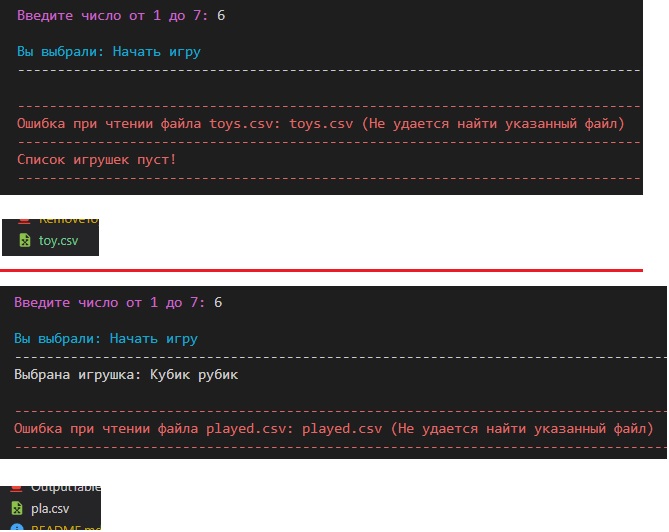 Введите число от 1 до 7: 6
Вы выбрали: Начать игру
--------------------------------------------------------------------------------
--------------------------------------------------------------------------------
Ошибка при чтении файла toys.csv: toys.csv (Не удается найти указанный файл)
--------------------------------------------------------------------------------
Список игрушек пуст!
--------------------------------------------------------------------------------
toy.csv
Введите число от 1 до 7: 6
Вы выбрали: Начать игру
--------------------------------------------------------------------------------
Выбрана игрушка: Кубик рубик
--------------------------------------------------------------------------------
Ошибка при чтении файла played.csv: played.csv (Не удается найти указанный файл)
--------------------------------------------------------------------------------
OutputTable
pla.csv
README.m